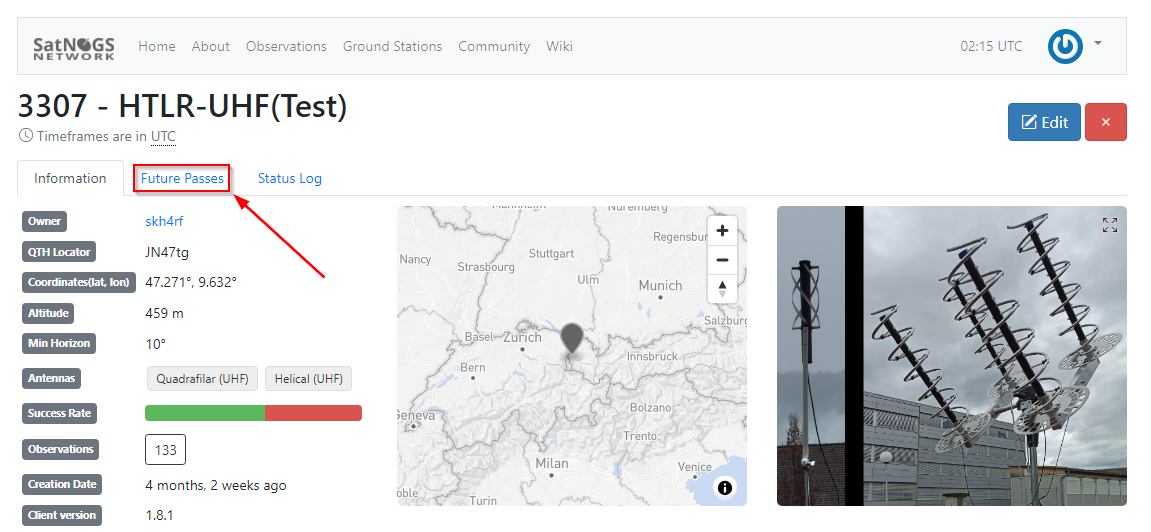 SatNOGS NETWORK Home About Observations Ground Stations Community Wiki 02:15 UTC
3307 - HTLR-UHF(Test)
Timeframes are in UTC
Edit ×
Information Future Passes Status Log
Owner skh4rf
QTH Locator JN47tg
Coordinates(lat, lon) 47.271°, 9.632°
Altitude 459 m
Min Horizon 10°
Antennas Quadrafilar (UHF) Helical (UHF)
Success Rate
Observations 133
Creation Date 4 months, 2 weeks ago
Client version 1.8.1
Mannheim
Nuremberg
Regensbur
Nancy
Stuttgart
Strasbourg
Ulm
Munich
Salzburg
Basel
Zurich
Innsbruck
Bern
Geneva
Bolzano
Trento
Milan
Venice
oble
Turin